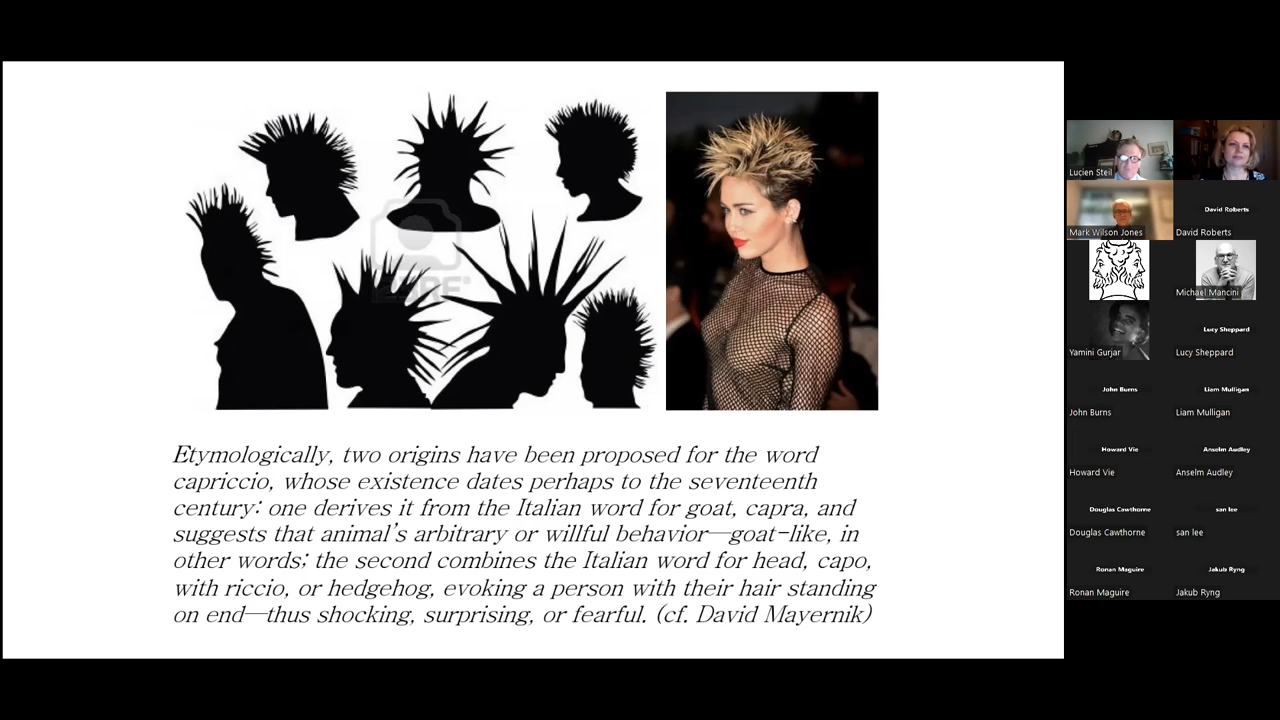 Etymologically, two origins have been proposed for the word
capriccio, whose existence dates perhaps to the seventeenth
century: one derives it from the Italian word for goat, capra, and
suggests that animal's arbitrary or willful behavior—goat-like, in
other words; the second combines the Italian word for head, capo,
with riccio, or hedgehog, evoking a person with their hair standing
on end—thus shocking, surprising, or fearful. (cf. David Mayernik)
Lucien Steil
Mark Wilson Jones
David Roberts
David Roberts
Michael Mancini
Yamini Gurjar
Lucy Sheppard
Lucy Sheppard
John Burns
John Burns
Liam Mulligan
Liam Mulligan
Howard Vie
Howard Vie
Anselm Audley
Anselm Audley
Douglas Cawthorne
Douglas Cawthorne
san lee
san lee
Ronan Maguire
Ronan Maguire
Jakub Ryng
Jakub Ryng